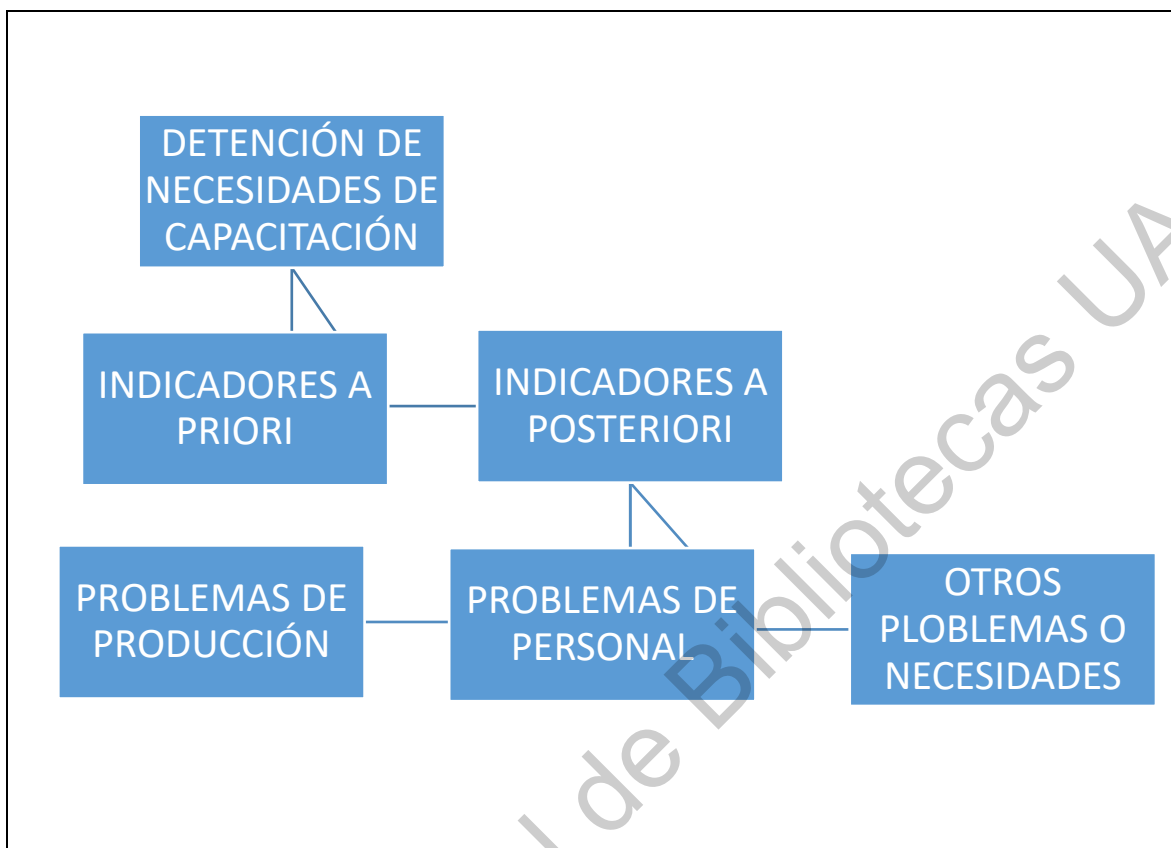 DETENCIÓN DE
NECESIDADES DE
CAPACITACIÓN
INDICADORES A
PRIORI
INDICADORES A
POSTERIORI
PROBLEMAS DE
PRODUCCIÓN
PROBLEMAS DE
PERSONAL
OTROS
PLOBLEMAS O
NECESIDADES
de Bibliotecas UA